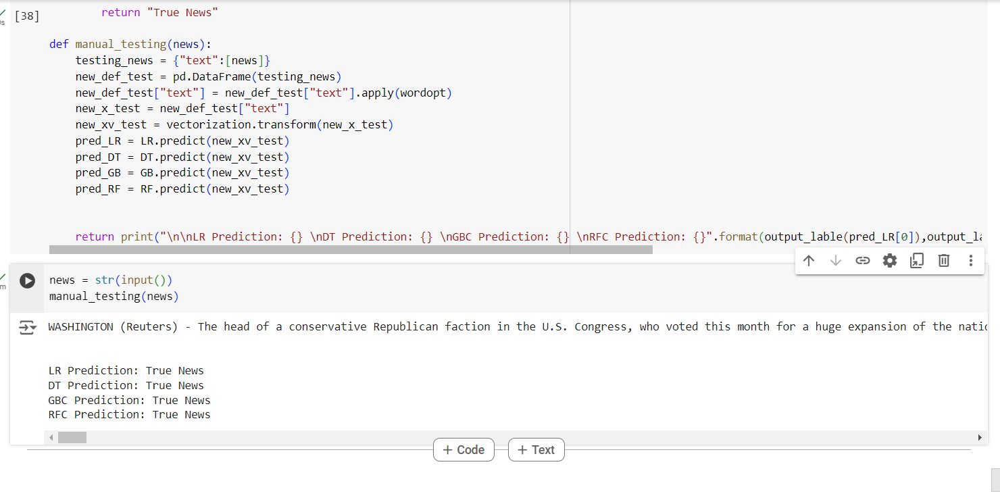 [38]
return "True News"
def manual_testing(news):
testing_news = {"text":[news]}
new_def_test = pd.DataFrame(testing_news)
new_def_test["text"] = new_def_test["text"].apply(wordopt)
new_x_test = new_def_test["text"]
new_xv_test = vectorization.transform(new_x_test)
pred_LR = LR.predict(new_xv_test)
pred_DT = DT.predict(new_xv_test)
pred_GB = GB.predict(new_xv_test)
pred_RF = RF.predict(new_xv_test)
return print("\n\nLR Prediction: {} \nDT Prediction: {} \nGBC Prediction: {} \nRFC Prediction: {}".format(output_lable(pred_LR[0]),output_la
news = str(input())
manual_testing(news)
WASHINGTON (Reuters) - The head of a conservative Republican faction in the U.S. Congress, who voted this month for a huge expansion of the natio
LR Prediction: True News
DT Prediction: True News
GBC Prediction: True News
RFC Prediction: True News
+ Code + Text